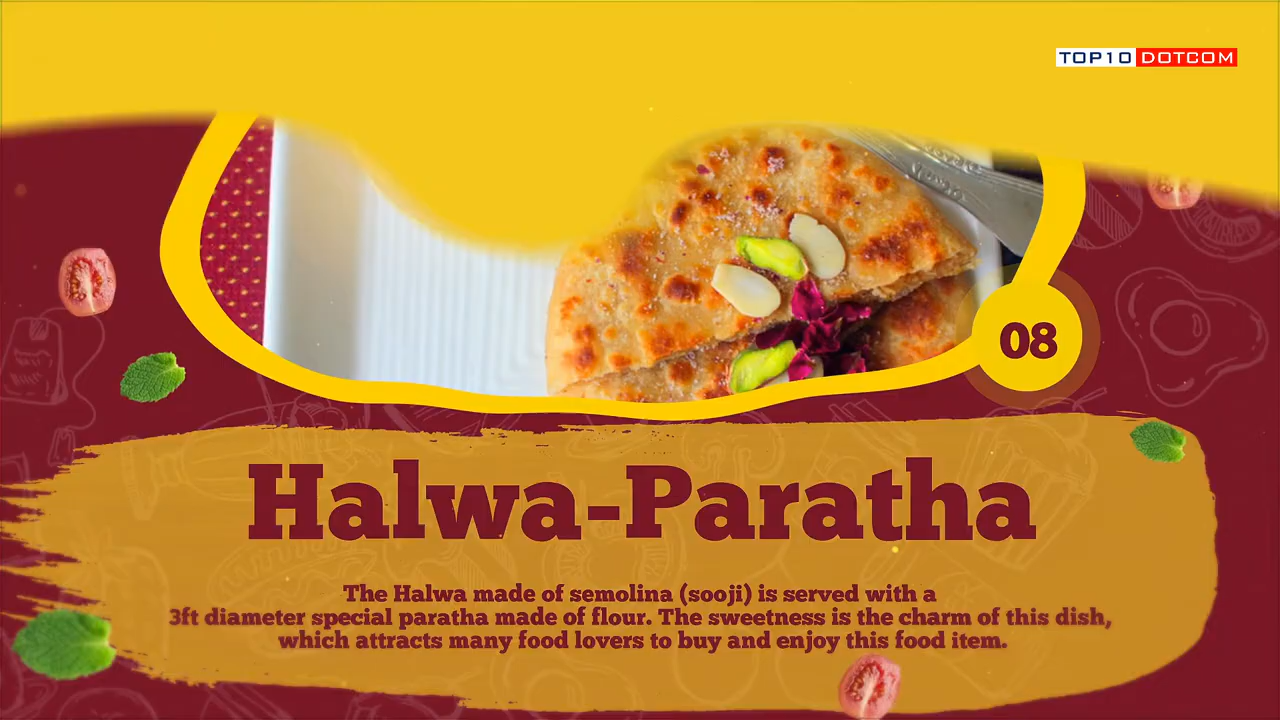 TOP10 DOTCOM
08
Halwa-Paratha
The Halwa made of semolina (sooji) is served with a
3ft diameter special paratha made of flour. The sweetness is the charm of this dish,
which attracts many food lovers to buy and enjoy this food item.